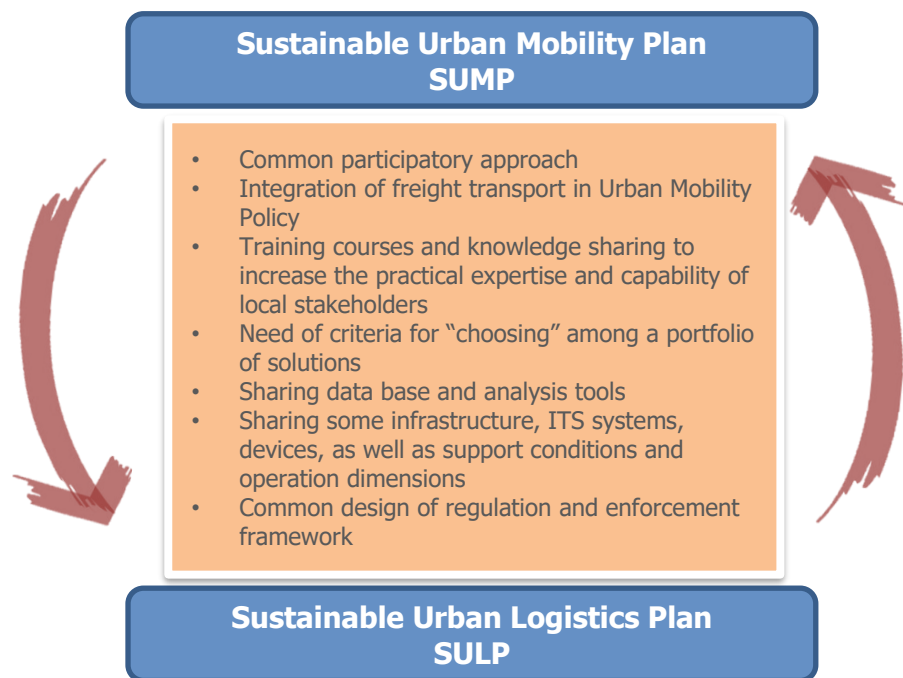 Sustainable Urban Mobility Plan
SUMP
• Common participatory approach
• Integration of freight transport in Urban Mobility
Policy
• Training courses and knowledge sharing to
increase the practical expertise and capability of
local stakeholders
• Need of criteria for “choosing” among a portfolio
of solutions
• Sharing data base and analysis tools
• Sharing some infrastructure, ITS systems,
devices, as well as support conditions and
operation dimensions
• Common design of regulation and enforcement
framework
Sustainable Urban Logistics Plan
SULP